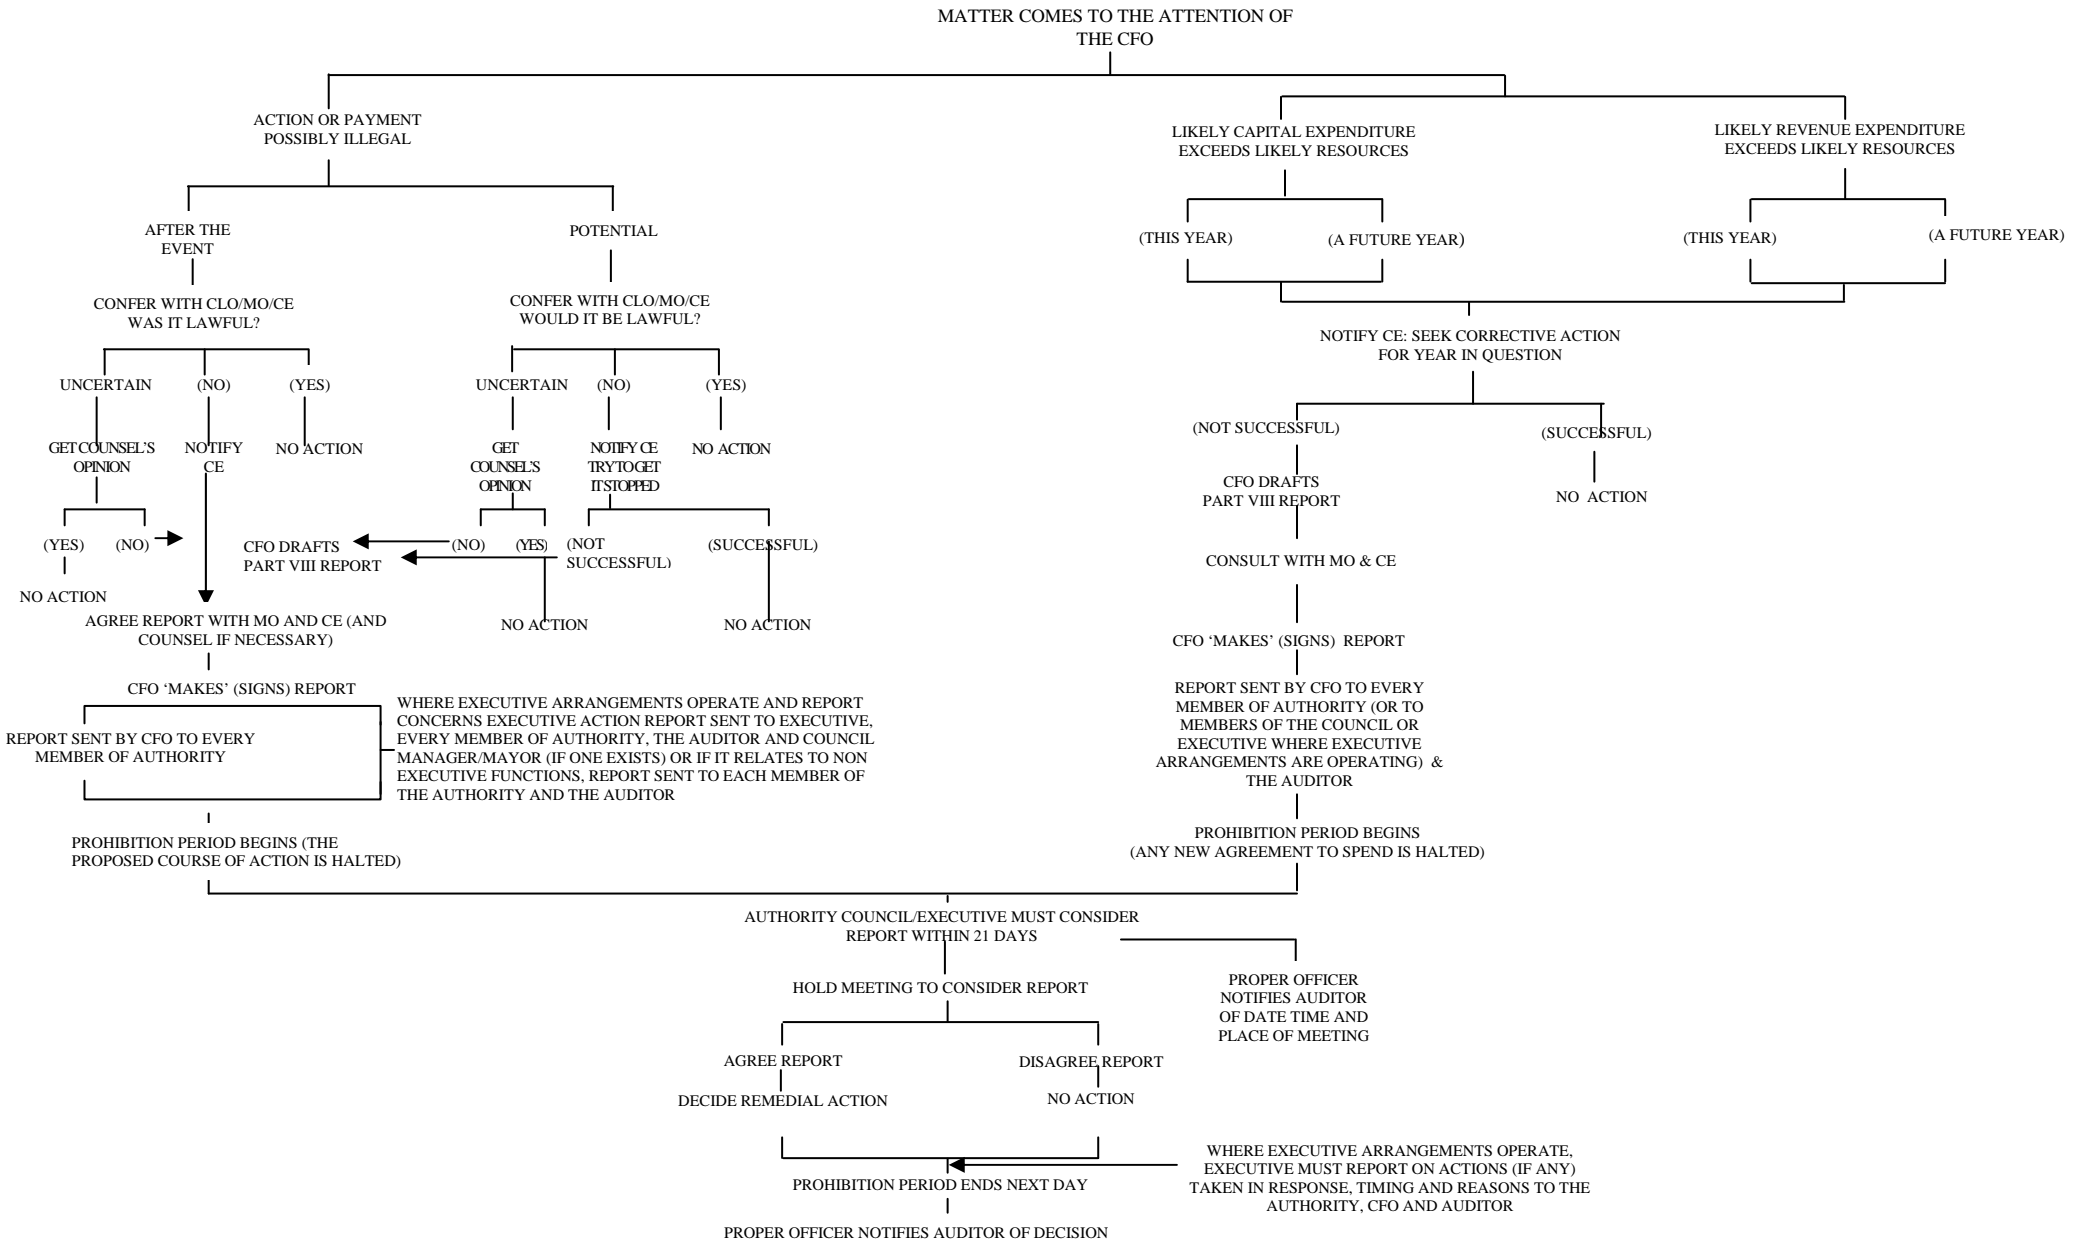 MATTER COMES TO THE ATTENTION OF
THE CFO
ACTION OR PAYMENT
POSSIBLY ILLEGAL
LIKELY CAPITAL EXPENDITURE
EXCEEDS LIKELY RESOURCES
LIKELY REVENUE EXPENDITURE
EXCEEDS LIKELY RESOURCES
AFTER THE
EVENT
POTENTIAL
(THIS YEAR)
(A FUTURE YEAR)
(THIS YEAR)
(A FUTURE YEAR)
CONFER WITH CLO/MO/CE
WAS IT LAWFUL?
CONFER WITH CLO/MO/CE
WOULD IT BE LAWFUL?
NOTIFY CE: SEEK CORRECTIVE ACTION
FOR YEAR IN QUESTION
UNCERTAIN
(NO)
(YES)
UNCERTAIN
(NO)
(YES)
(NOT SUCCESSFUL)
(SUCCESSFUL)
GET COUNSEL'S
OPINION
NOTIFY
CE
NO ACTION
GET
COUNSEL'S
OPINION
NOTIFY CE
TRY TO GET
IT STOPPED
NO ACTION
CFO DRAFTS
PART VIII REPORT
NO ACTION
(YES)
(NO)
CFO DRAFTS
PART VIII REPORT
(NO)
(YES)
(NOT
SUCCESSFUL)
(SUCCESSFUL)
CONSULT WITH MO & CE
NO ACTION
AGREE REPORT WITH MO AND CE (AND
COUNSEL IF NECESSARY)
NO ACTION
NO ACTION
CFO ‘MAKES’ (SIGNS) REPORT
CFO ‘MAKES’ (SIGNS) REPORT
REPORT SENT BY CFO TO EVERY
MEMBER OF AUTHORITY
WHERE EXECUTIVE ARRANGEMENTS OPERATE AND REPORT
CONCERNS EXECUTIVE ACTION REPORT SENT TO EXECUTIVE,
EVERY MEMBER OF AUTHORITY, THE AUDITOR AND COUNCIL
MANAGER/MAYOR (IF ONE EXISTS) OR IF IT RELATES TO NON
EXECUTIVE FUNCTIONS, REPORT SENT TO EACH MEMBER OF
THE AUTHORITY AND THE AUDITOR
REPORT SENT BY CFO TO EVERY
MEMBER OF AUTHORITY (OR TO
MEMBERS OF THE COUNCIL OR
EXECUTIVE WHERE EXECUTIVE
ARRANGEMENTS ARE OPERATING) &
THE AUDITOR
PROHIBITION PERIOD BEGINS (THE
PROPOSED COURSE OF ACTION IS HALTED)
PROHIBITION PERIOD BEGINS
(ANY NEW AGREEMENT TO SPEND IS HALTED)
AUTHORITY COUNCIL/EXECUTIVE MUST CONSIDER
REPORT WITHIN 21 DAYS
HOLD MEETING TO CONSIDER REPORT
PROPER OFFICER
NOTIFIES AUDITOR
OF DATE TIME AND
PLACE OF MEETING
AGREE REPORT
DISAGREE REPORT
DECIDE REMEDIAL ACTION
NO ACTION
WHERE EXECUTIVE ARRANGEMENTS OPERATE,
EXECUTIVE MUST REPORT ON ACTIONS (IF ANY)
TAKEN IN RESPONSE, TIMING AND REASONS TO THE
AUTHORITY, CFO AND AUDITOR
PROHIBITION PERIOD ENDS NEXT DAY
PROPER OFFICER NOTIFIES AUDITOR OF DECISION